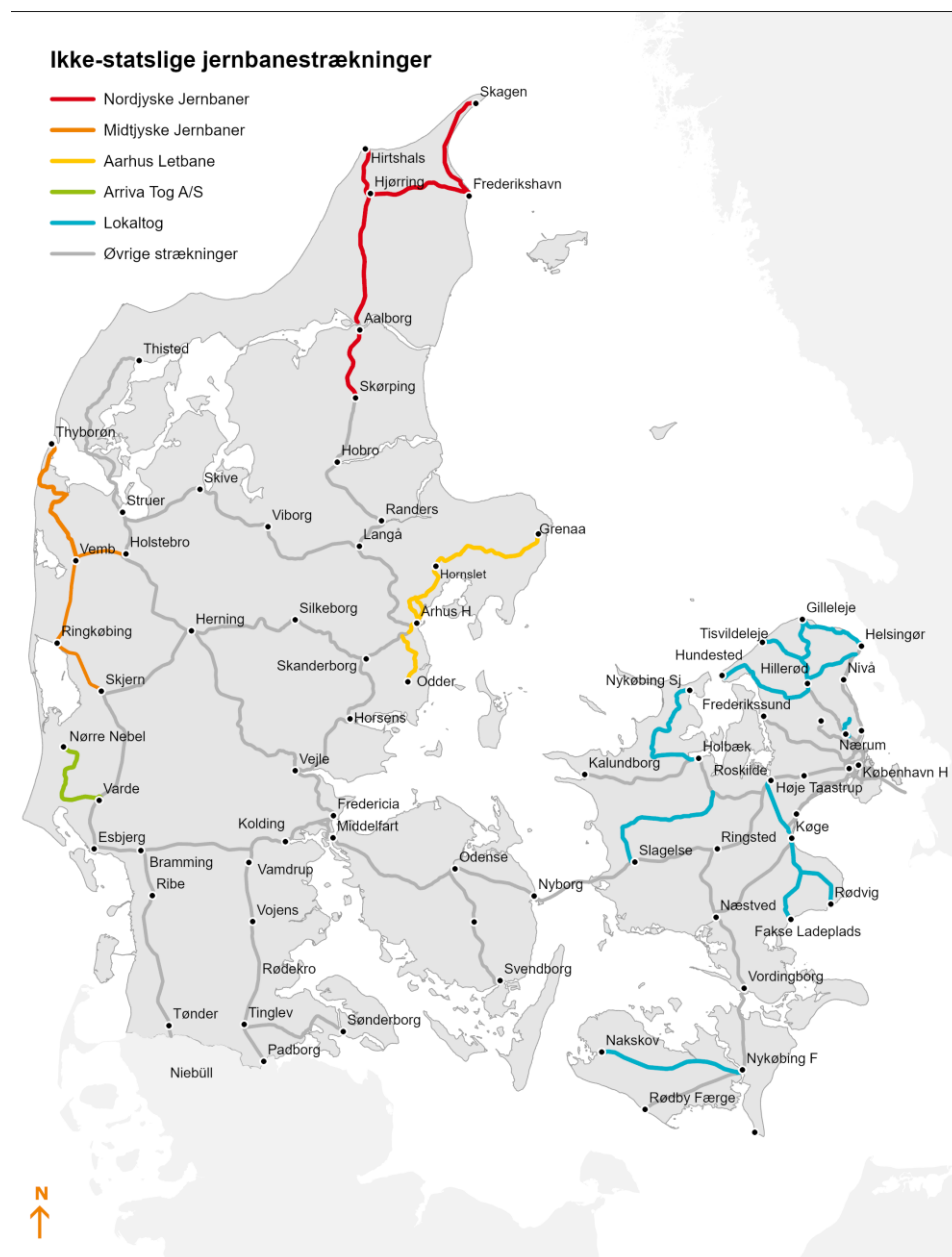 Ikke-statslige jernbanestrækninger
Nordjyske Jernbaner
Midtjyske Jernbaner
Aarhus Letbane
Arriva Tog A/S
Lokaltog
Øvrige strækninger
Skagen
Hirtshals
Hjørring
Frederikshavn
Aalborg
Thisted
Skørping
Thyborøn
Hobro
Skive
Struer
Viborg
Randers
Langå
Grenaa
Vemb
Holstebro
Hornslet
Silkeborg
Århus H
Herning
Ringkøbing
Skanderborg
Skjern
Odder
Horsens
Nørre Nebel
Vejle
Varde
Fredericia
Kolding
Middelfart
Esbjerg
Bramming
Vamdrup
Odense
Ribe
Nyborg
Vojens
Rødekro
Svendborg
Tønder
Tinglev
Sønderborg
Padborg
Niebüll
Gilleleje
Tisvildeleje
Helsingør
Hundested
Hillerød
Nivå
Nykøbing Sj
Frederikssund
Nærum
Holbæk
Kalundborg
Roskilde
København H
Høje Taastrup
Køge
Ringsted
Slagelse
Rødvig
Næstved
Fakse Ladeplads
Vordingborg
Nakskov
Nykøbing F
Rødby Færge
N